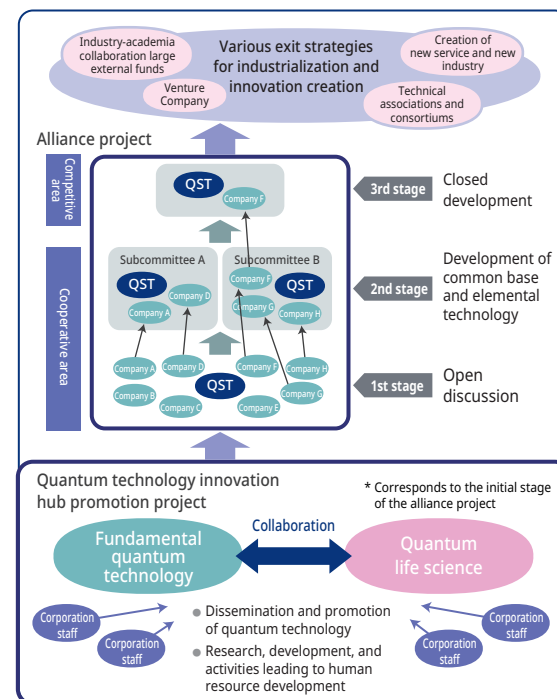 Industry-academia
collaboration large
external funds
Various exit strategies
for industrialization and
innovation creation
Creation of
new service and new
industry
Venture
Company
Technical
associations and
consortiums
Alliance project
Competitive
area
QST
Company F
3rd stage
Closed
development
Cooperative area
Subcommittee A
QST
Company D
Company A
Subcommittee B
Company F
QST
Company G
Company H
2nd stage
Development of
common base
and elemental
technology
Company A
Company D
Company F
Company H
QST
Company B
Company C
Company E
Company G
1st stage
Open
discussion
Quantum technology innovation
hub promotion project
* Corresponds to the initial stage
of the alliance project
Fundamental
quantum
technology
Collaboration
Quantum
life science
Corporation
staff
Corporation
staff
● Dissemination and promotion
of quantum technology
● Research, development, and
activities leading to human
resource development
Corporation
staff
Corporation
staff